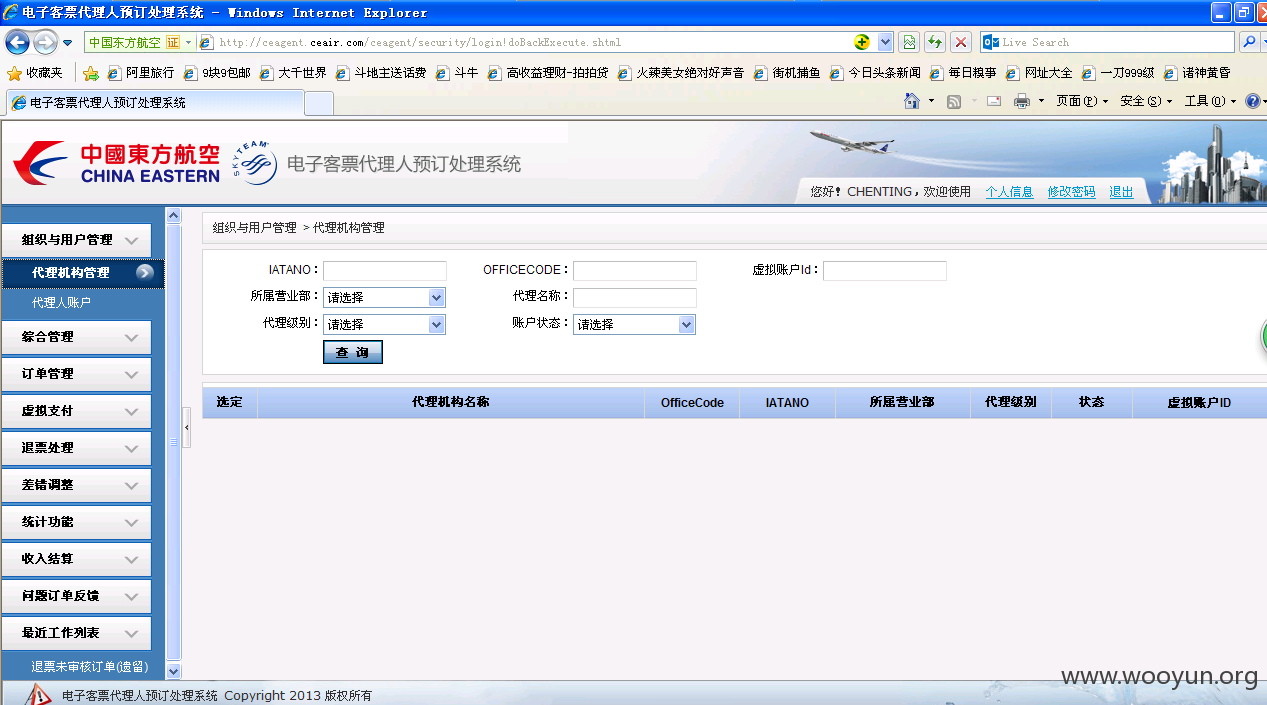 电子客票代理人预订处理系统 - Windows Internet Explorer
中国东方航空 证 http://ceagent.ceair.com/ceagent/security/login!doBackExecute.shtml Live Search
收藏夹 阿里旅行 9块9包邮 大千世界 斗地主送话费 斗牛 高收益理财-拍拍贷 火辣美女绝对好声音 街机捕鱼 今日头条新闻 每日糗事 网址大全 一刀999级 诸神黄昏
电子客票代理人预订处理系统 页面(P) 安全(S) 工具(O)
中國東方航空 CHINA EASTERN SKYTEAM 电子客票代理人预订处理系统
您好! CHENTING，欢迎使用 个人信息 修改密码 退出
组织与用户管理 > 代理机构管理
组织与用户管理
代理机构管理
代理人账户
综合管理
订单管理
虚拟支付
退票处理
差错调整
统计功能
收入结算
问题订单反馈
最近工作列表
退票未审核订单(遗留)
IATANO： OFFICECODE： 虚拟账户Id：
所属营业部： 请选择 代理名称：
代理级别： 请选择 账户状态： 请选择
查 询
选定 代理机构名称 OfficeCode IATANO 所属营业部 代理级别 状态 虚拟账户ID
www.wooyun.org
电子客票代理人预订处理系统 Copyright 2013 版权所有